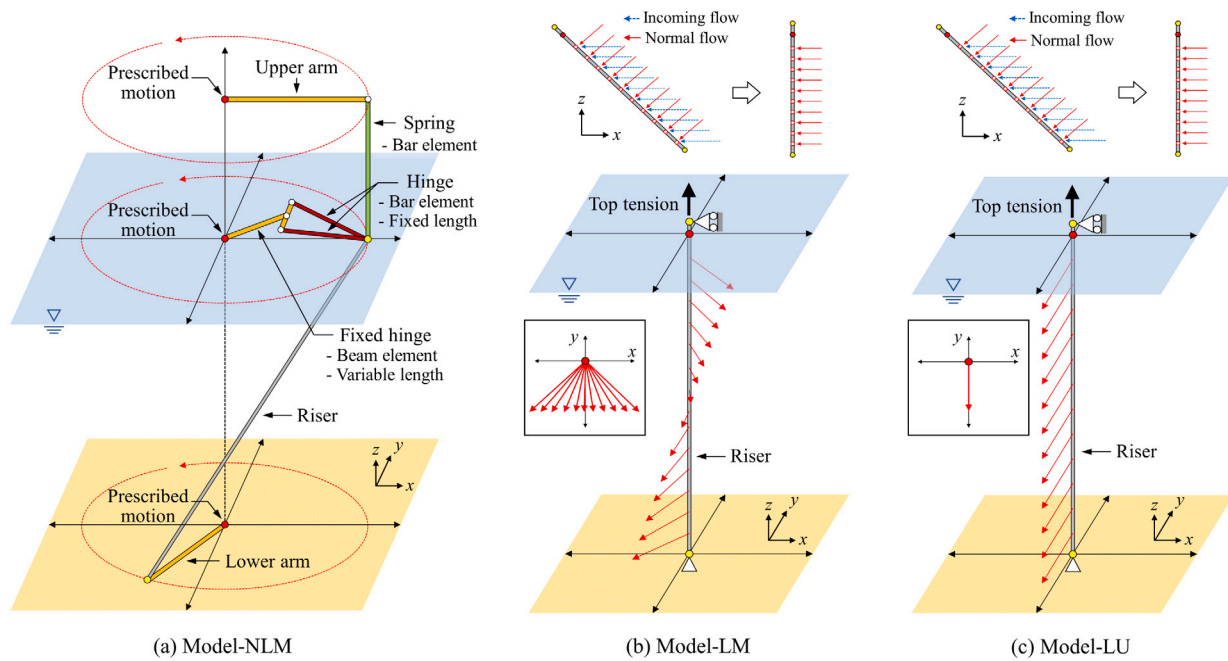 Prescribed
motion
Upper arm
Spring
- Bar element
Hinge
- Bar element
- Fixed length
Prescribed
motion
Fixed hinge
- Beam element
- Variable length
Riser
z
y
x
Prescribed
motion
Lower arm
(a) Model-NLM
Incoming flow
Normal flow
z
x
Top tension
y
x
Riser
z
y
x
(b) Model-LM
Incoming flow
Normal flow
z
x
Top tension
y
x
Riser
z
y
x
(c) Model-LU